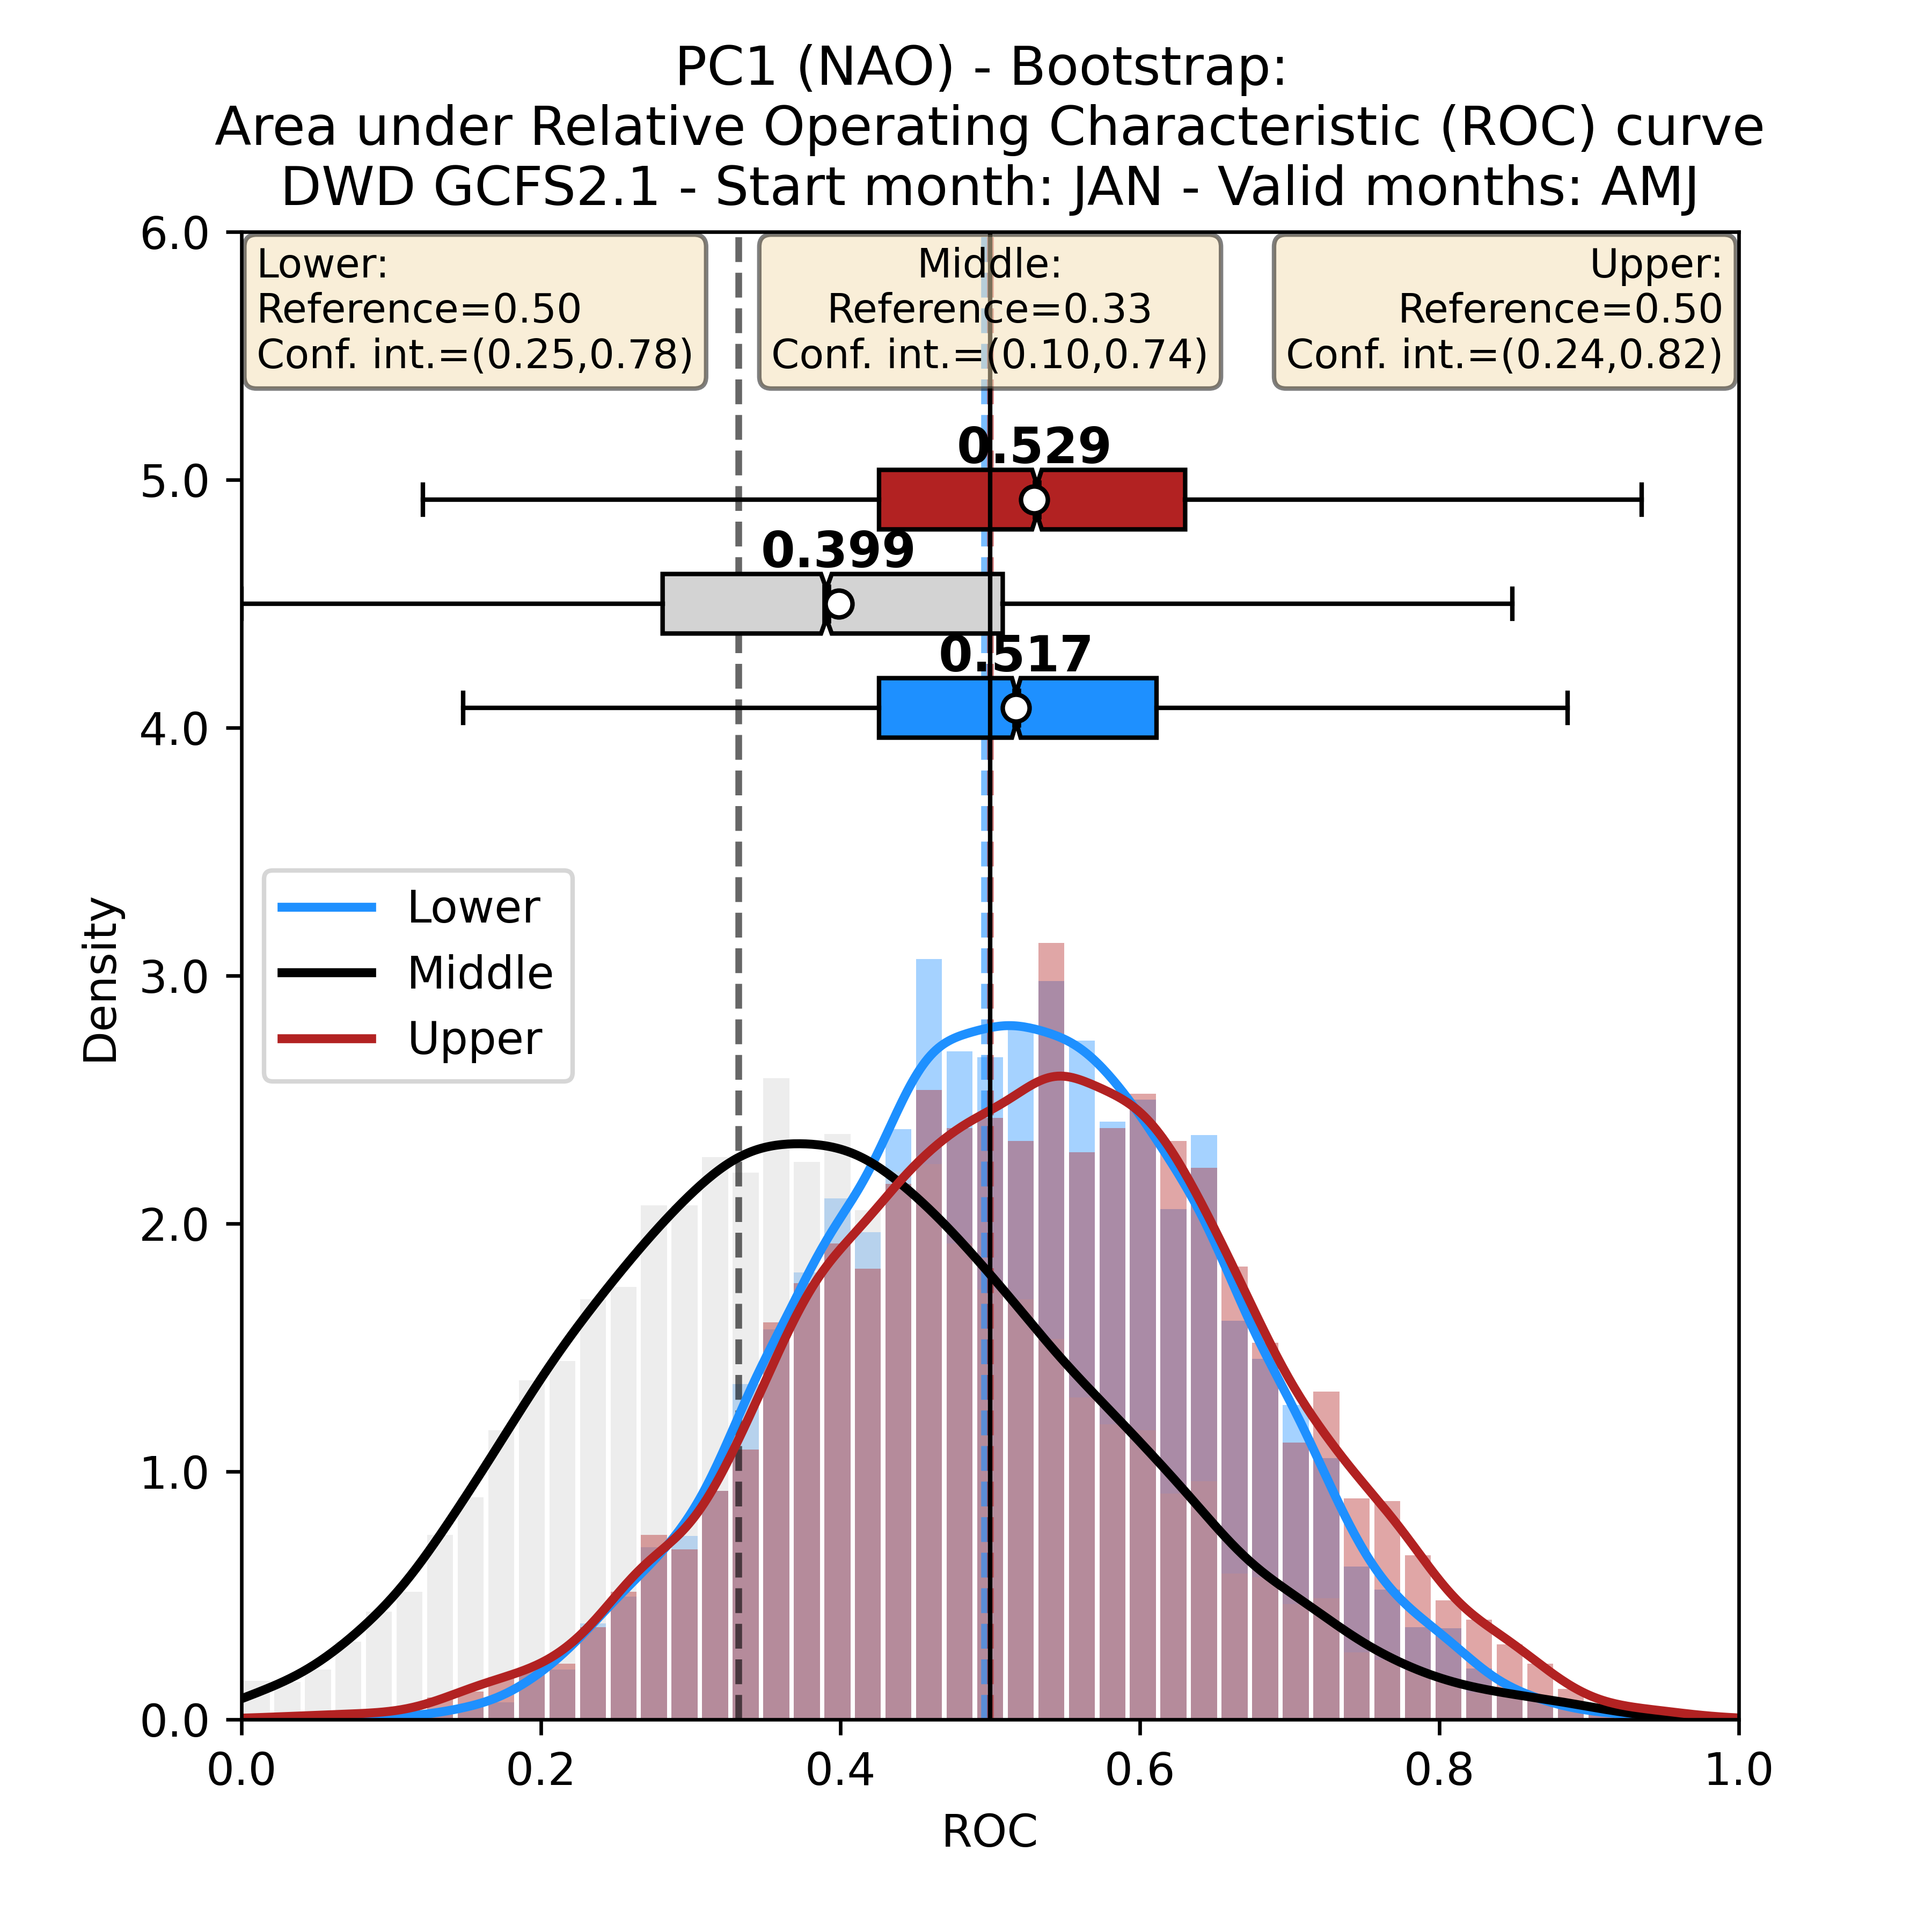 PC1 (NAO) - Bootstrap:
Area under Relative Operating Characteristic (ROC) curve
DWD GCFS2.1 - Start month: JAN - Valid months: AMJ
Lower:
Reference=0.50
Conf. int.=(0.25,0.78)
Middle:
Reference=0.33
Conf. int.=(0.10,0.74)
Upper:
Reference=0.50
Conf. int.=(0.24,0.82)
0.529
0.399
0.517
6.0
5.0
4.0
3.0
2.0
1.0
0.0
Density
Lower
Middle
Upper
0.0 0.2 0.4 0.6 0.8 1.0
ROC